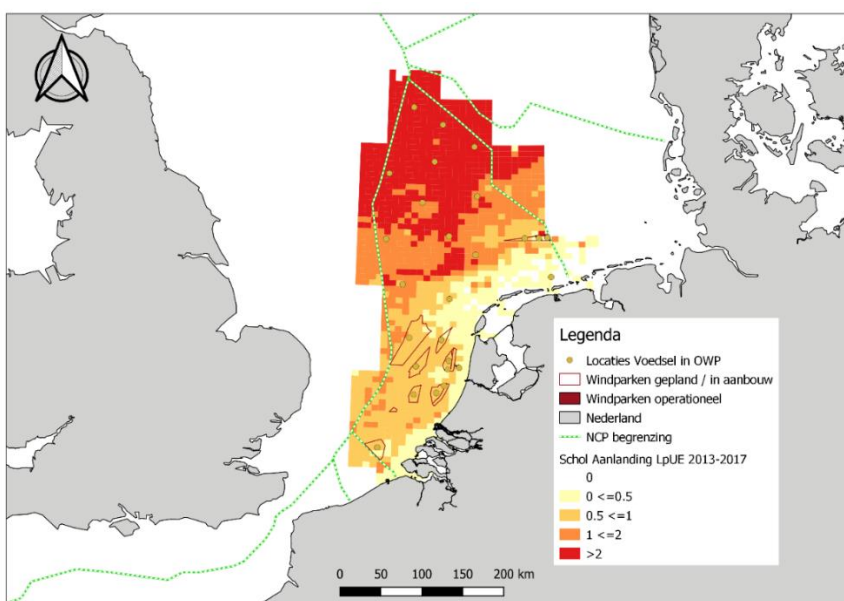 Legenda
Locaties Voedsel in OWP
Windparken gepland / in aanbouw
Windparken operationeel
Nederland
NCP begrenzing
Schol Aanlanding LpUE 2013-2017
0
0 <=0.5
0.5 <=1
1 <=2
>2
0 50 100 150 200 km